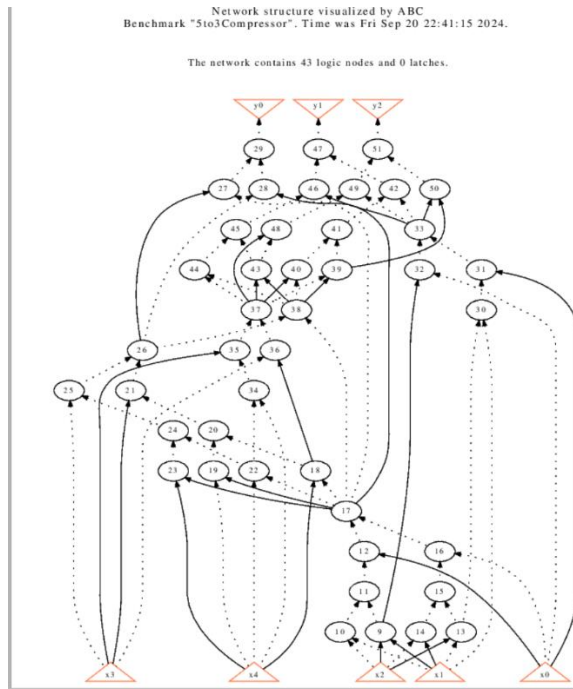 Network structure visualized by ABC
Benchmark "5to3Compressor". Time was Fri Sep 20 22:41:15 2024.
The network contains 43 logic nodes and 0 latches.
y0 y1 y2
29 47 51
27 28 46 49 42 50
45 48 41 33
44 43 40 39 32 31
37 38 30
26 35 36
25 21 34
24 20
23 19 22 18
17
12 16
11 15
10 9 14 13
x3 x4 x2 x1 x0